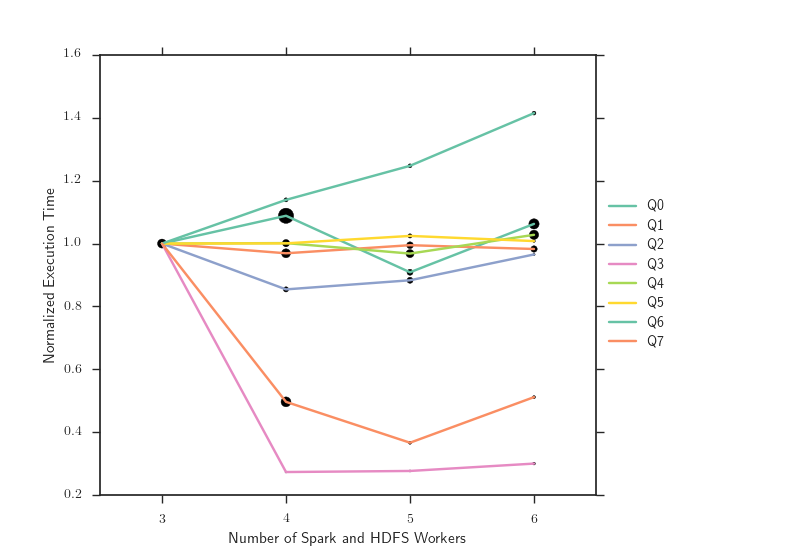 1.6
1.4
1.2
1.0
0.8
0.6
0.4
0.2
Normalized Execution Time
3 4 5 6
Number of Spark and HDFS Workers
Q0
Q1
Q2
Q3
Q4
Q5
Q6
Q7